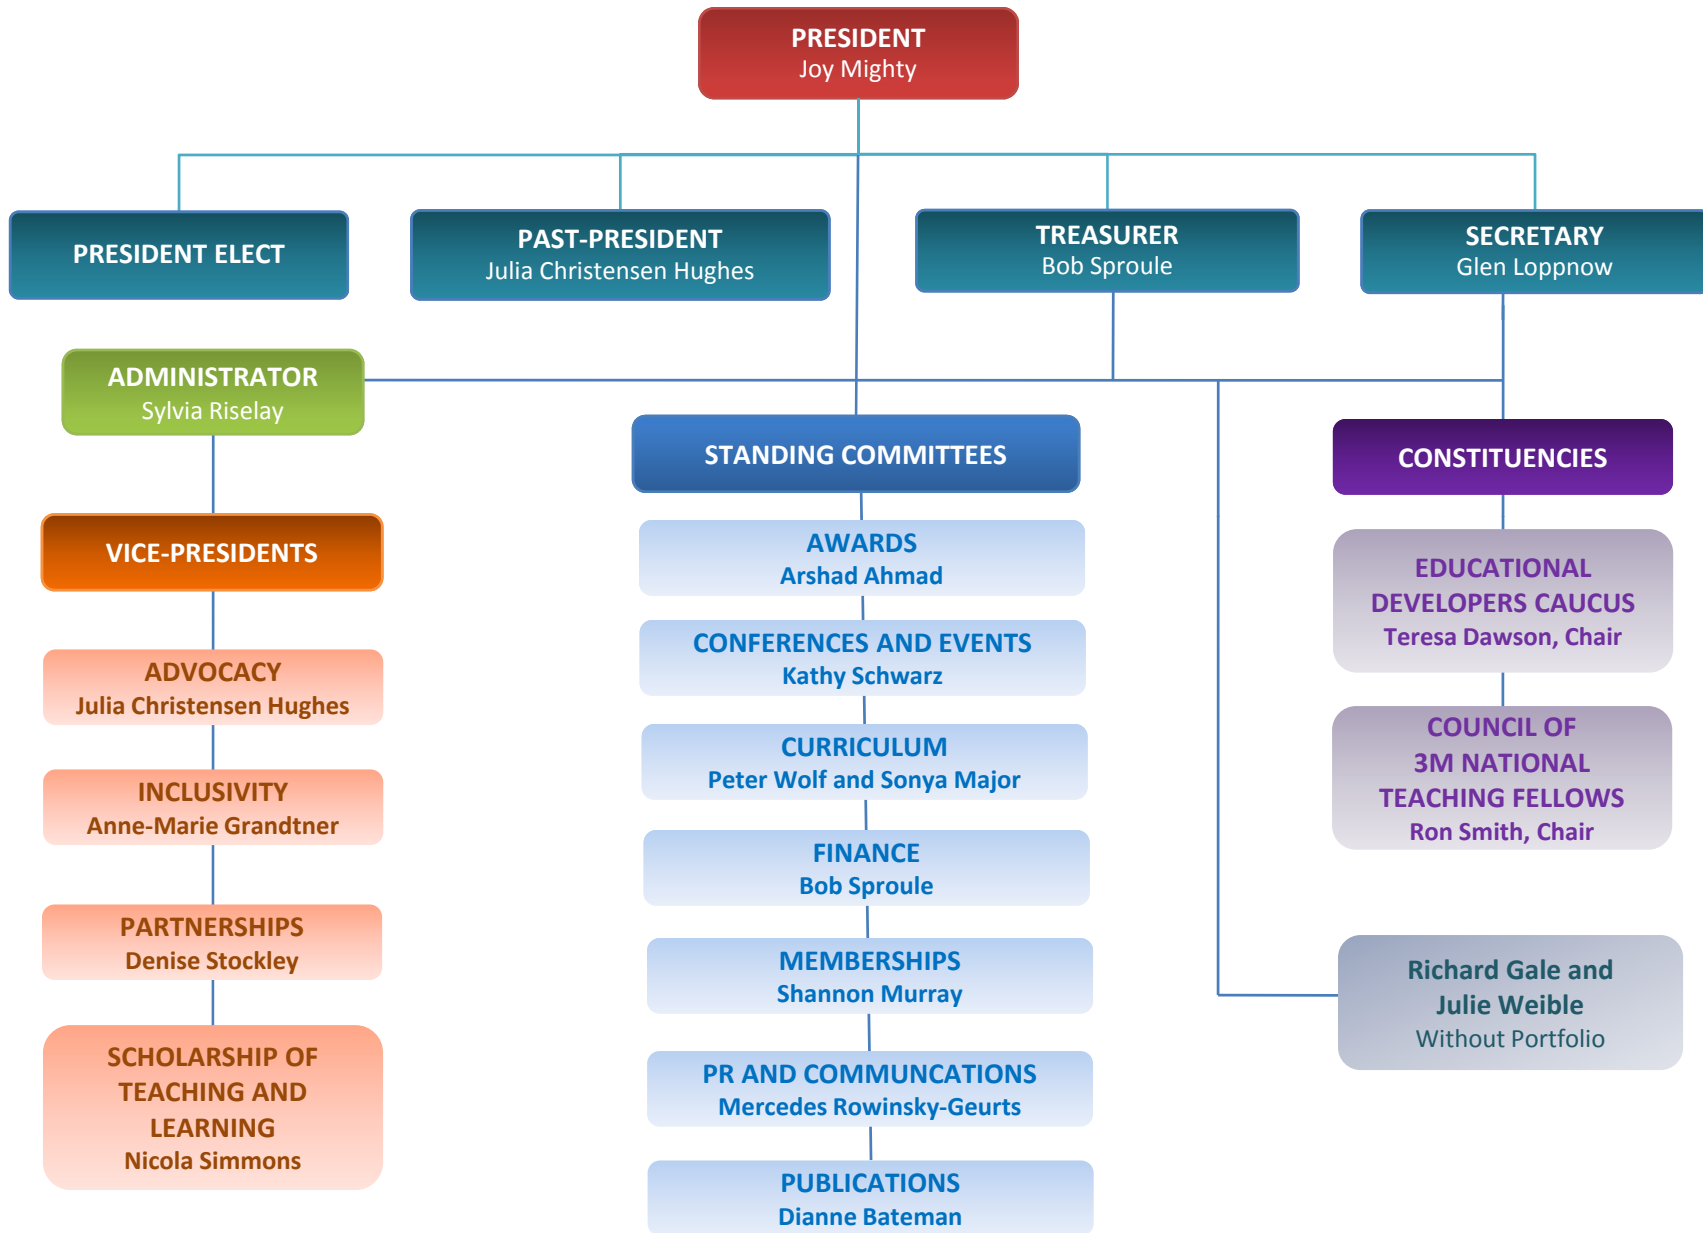 PRESIDENT
Joy Mighty
PRESIDENT ELECT
PAST-PRESIDENT
Julia Christensen Hughes
TREASURER
Bob Sproule
SECRETARY
Glen Loppnow
ADMINISTRATOR
Sylvia Riselay
VICE-PRESIDENTS
ADVOCACY
Julia Christensen Hughes
INCLUSIVITY
Anne-Marie Grandtner
PARTNERSHIPS
Denise Stockley
SCHOLARSHIP OF
TEACHING AND
LEARNING
Nicola Simmons
STANDING COMMITTEES
AWARDS
Arshad Ahmad
CONFERENCES AND EVENTS
Kathy Schwarz
CURRICULUM
Peter Wolf and Sonya Major
FINANCE
Bob Sproule
MEMBERSHIPS
Shannon Murray
PR AND COMMUNCATIONS
Mercedes Rowinsky-Geurts
PUBLICATIONS
Dianne Bateman
CONSTITUENCIES
EDUCATIONAL
DEVELOPERS CAUCUS
Teresa Dawson, Chair
COUNCIL OF
3M NATIONAL
TEACHING FELLOWS
Ron Smith, Chair
Richard Gale and
Julie Weible
Without Portfolio